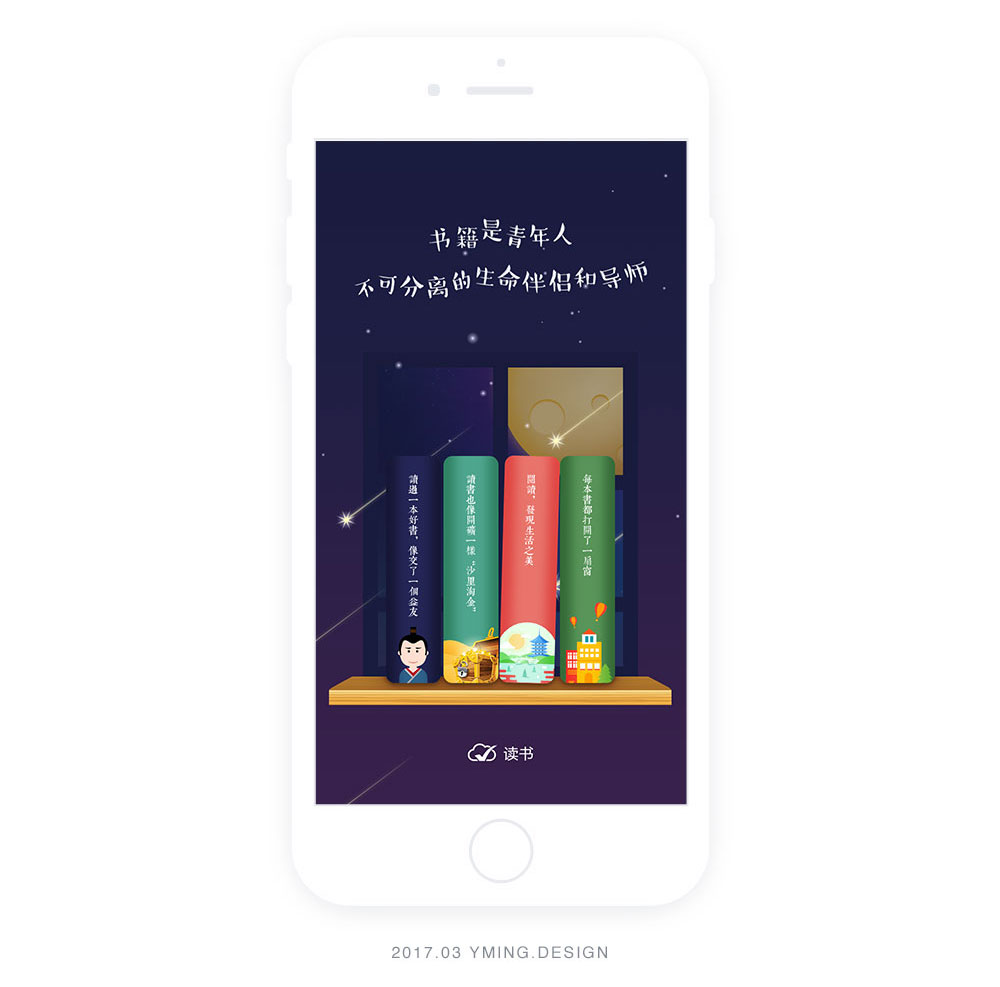 书籍是青年人
不可分离的生命伴侣和导师
讀過一本好書，像交了一個益友
讀書也像開礦一樣“沙里淘金”
閱讀，發現生活之美
每本書都打開了一扇窗
读书
2017.03 YMING.DESIGN